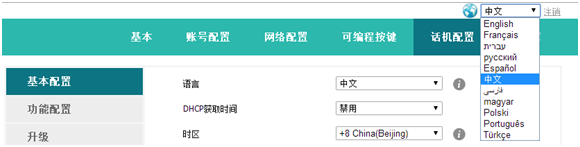 中文 注销
English
Français
עברית
русский
Español
中文
فارسی
magyar
Polski
Português
Türkçe
基本 账号配置 网络配置 可编程按键 话机配置
基本配置
功能配置
升级
语言 中文
DHCP获取时间 禁用
时区 +8 China(Beijing)